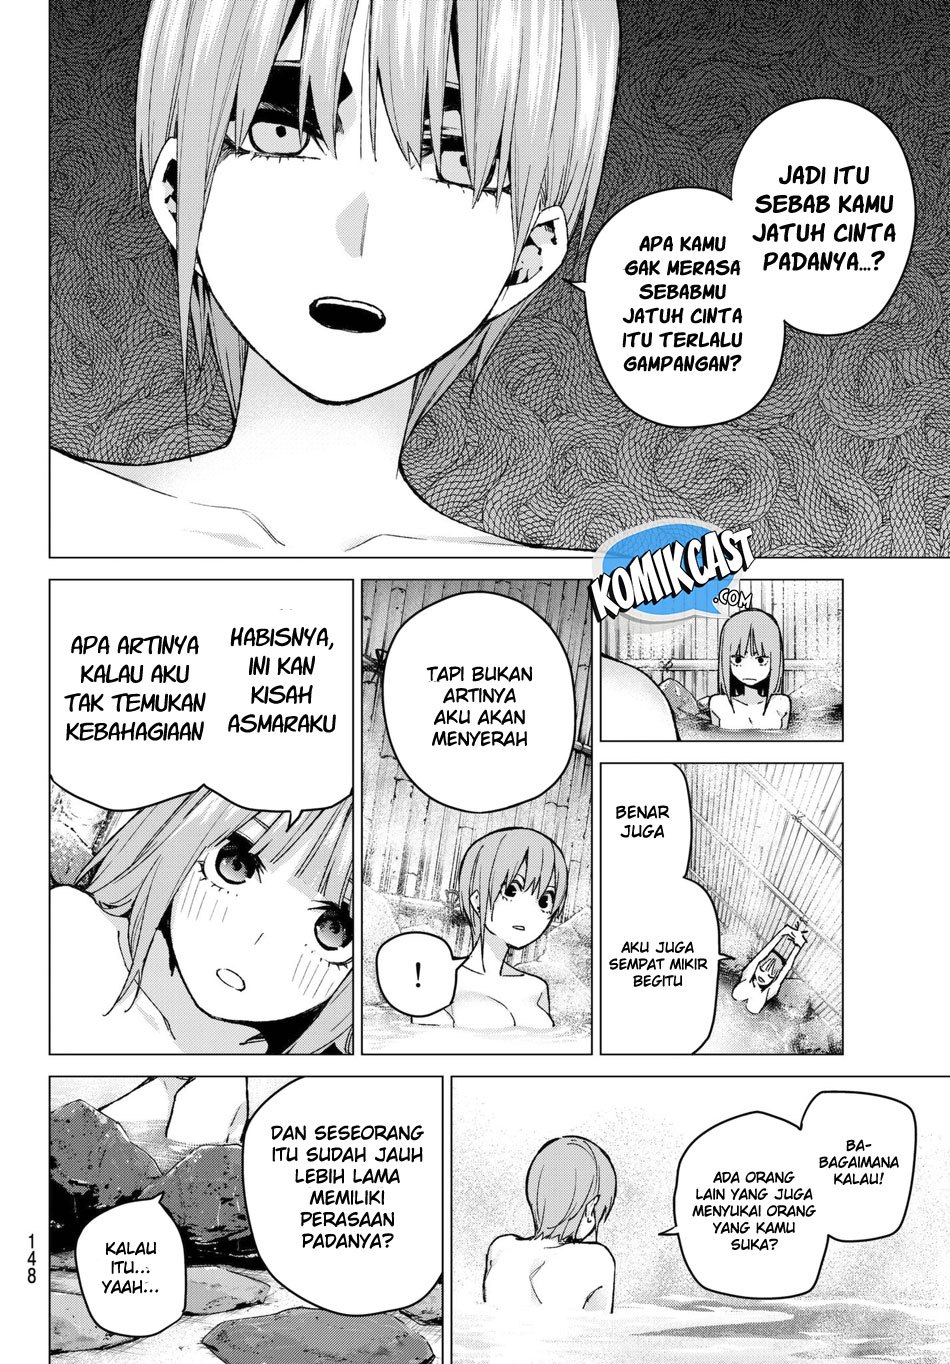 JADI ITU
SEBAB KAMU
JATUH CINTA
PADANYA...?
APA KAMU
GAK MERASA
SEBABMU
JATUH CINTA
ITU TERLALU
GAMPANGAN?
KOMIKCAST
.COM
BENAR
JUGA
AKU JUGA
SEMPAT MIKIR
BEGITU
TAPI BUKAN
ARTINYA
AKU AKAN
MENYERAH
!
HABISNYA,
INI KAN
KISAH
ASMARAKU
APA ARTINYA
KALAU AKU
TAK TEMUKAN
KEBAHAGIAAN
BA-
BAGAIMANA
KALAU!
ADA ORANG
LAIN YANG JUGA
MENYUKAI ORANG
YANG KAMU
SUKA?
DAN SESEORANG
ITU SUDAH JAUH
LEBIH LAMA
MEMILIKI
PERASAAN
PADANYA?
KALAU
ITU...
YAAH...
148